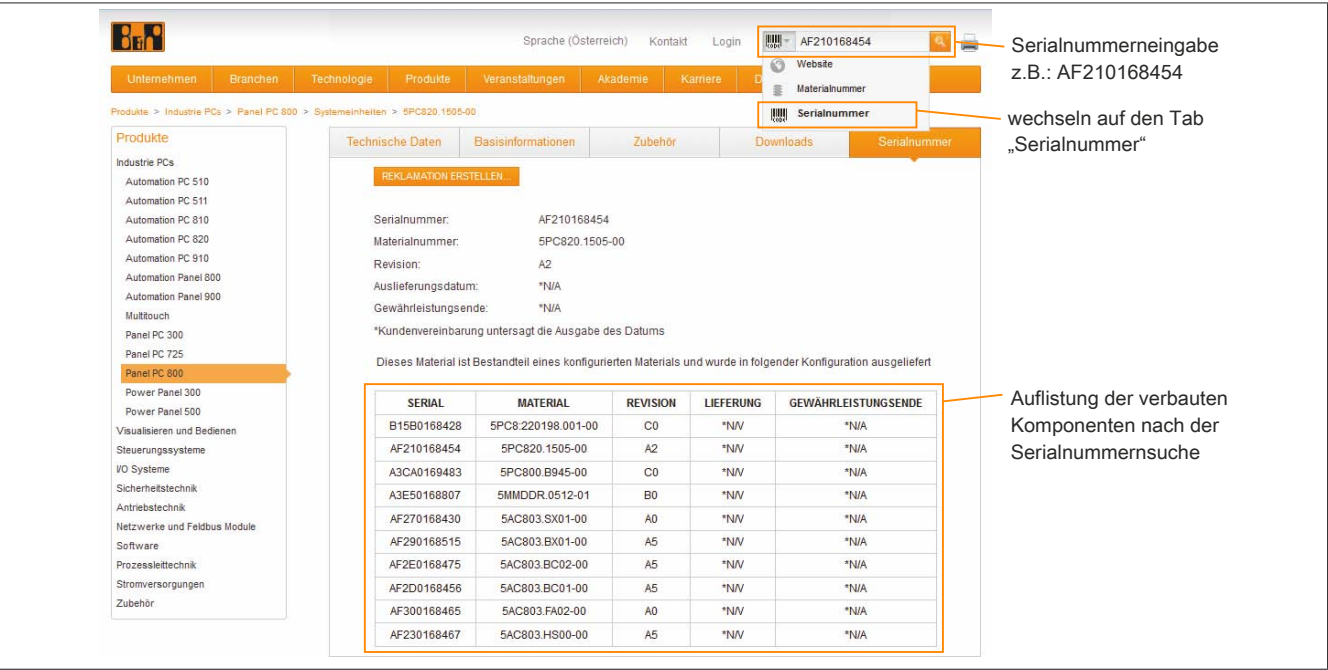 B&R
Sprache (Österreich) Kontakt Login
CODE AF210168454
Website
Materialnummer
CODE Serialnummer
Serialnummerneingabe
z.B.: AF210168454
wechseln auf den Tab
„Serialnummer“
Unternehmen Branchen Technologie Produkte Veranstaltungen Akademie Karriere D
Produkte > Industrie PCs > Panel PC 800 > Systemeinheiten > 5PC820.1505-00
Produkte
Industrie PCs
Automation PC 510
Automation PC 511
Automation PC 810
Automation PC 820
Automation PC 910
Automation Panel 800
Automation Panel 900
Multitouch
Panel PC 300
Panel PC 725
Panel PC 800
Power Panel 300
Power Panel 500
Visualisieren und Bedienen
Steuerungssysteme
I/O Systeme
Sicherheitstechnik
Antriebstechnik
Netzwerke und Feldbus Module
Software
Prozessleittechnik
Stromversorgungen
Zubehör
Technische Daten Basisinformationen Zubehör Downloads Serialnummer
REKLAMATION ERSTELLEN...
Serialnummer: AF210168454
Materialnummer: 5PC820.1505-00
Revision: A2
Auslieferungsdatum: *N/A
Gewährleistungsende: *N/A
*Kundenvereinbarung untersagt die Ausgabe des Datums
Dieses Material ist Bestandteil eines konfigurierten Materials und wurde in folgender Konfiguration ausgeliefert
SERIAL MATERIAL REVISION LIEFERUNG GEWÄHRLEISTUNGSENDE
B15B0168428 5PC8:220198.001-00 C0 *N/V *N/A
AF210168454 5PC820.1505-00 A2 *N/V *N/A
A3CA0169483 5PC800.B945-00 C0 *N/V *N/A
A3E50168807 5MMDDR.0512-01 B0 *N/V *N/A
AF270168430 5AC803.SX01-00 A0 *N/V *N/A
AF290168515 5AC803.BX01-00 A5 *N/V *N/A
AF2E0168475 5AC803.BC02-00 A5 *N/V *N/A
AF2D0168456 5AC803.BC01-00 A5 *N/V *N/A
AF300168465 5AC803.FA02-00 A0 *N/V *N/A
AF230168467 5AC803.HS00-00 A5 *N/V *N/A
Auflistung der verbauten
Komponenten nach der
Serialnummernsuche